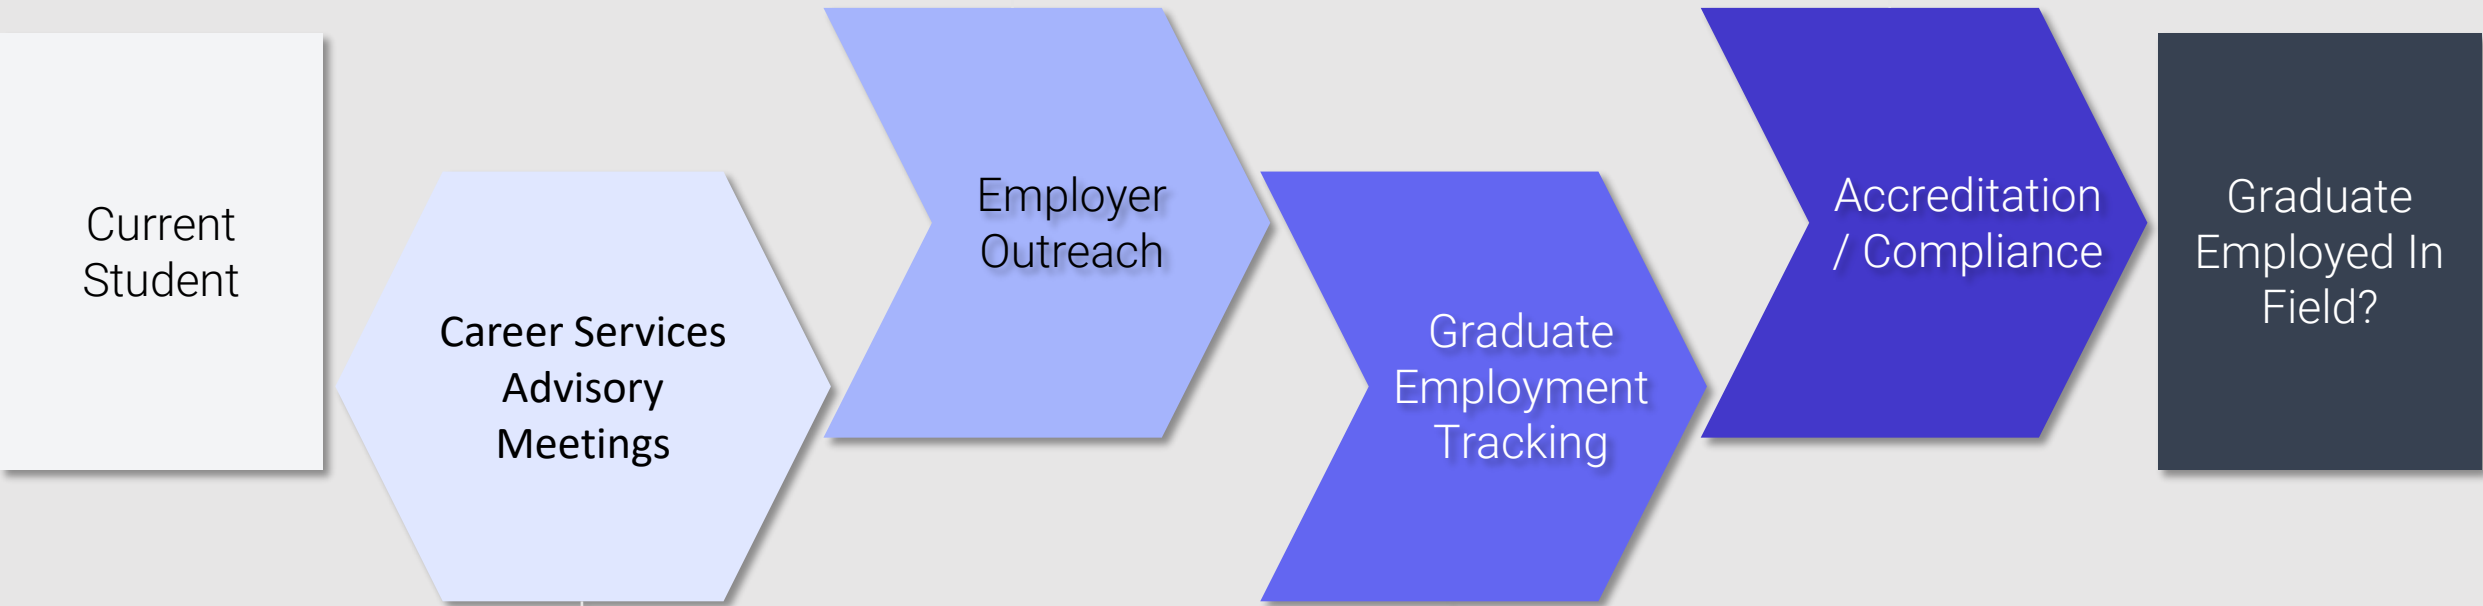 Current
Student
Career Services
Advisory
Meetings
Employer
Outreach
Graduate
Employment
Tracking
Accreditation
/ Compliance
Graduate
Employed In
Field?